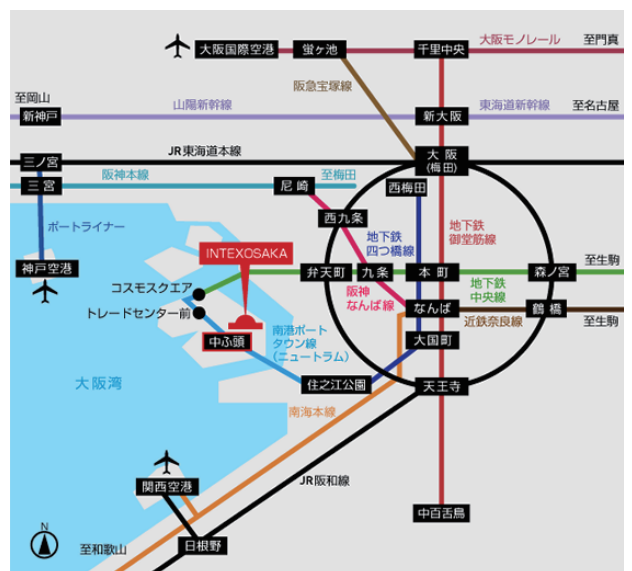 大阪モノレール
至門真
大阪国際空港
蛍ヶ池
千里中央
阪急宝塚線
至岡山
山陽新幹線
新神戸
新大阪
東海道新幹線
至名古屋
JR東海道本線
三ノ宮
大阪
(梅田)
阪神本線
至梅田
三宮
尼崎
西梅田
西九条
ポートライナー
地下鉄
四つ橋線
地下鉄
御堂筋線
INTEXOSAKA
至生駒
神戸空港
弁天町
九条
本町
森ノ宮
コスモスクエア
阪神
なんば線
地下鉄
中央線
トレードセンター前
なんば
鶴橋
近鉄奈良線
至生駒
中ふ頭
南港ポート
タウン線
(ニュートラム)
大国町
大阪湾
住之江公園
天王寺
南海本線
関西空港
JR阪和線
中百舌鳥
N
至和歌山
日根野